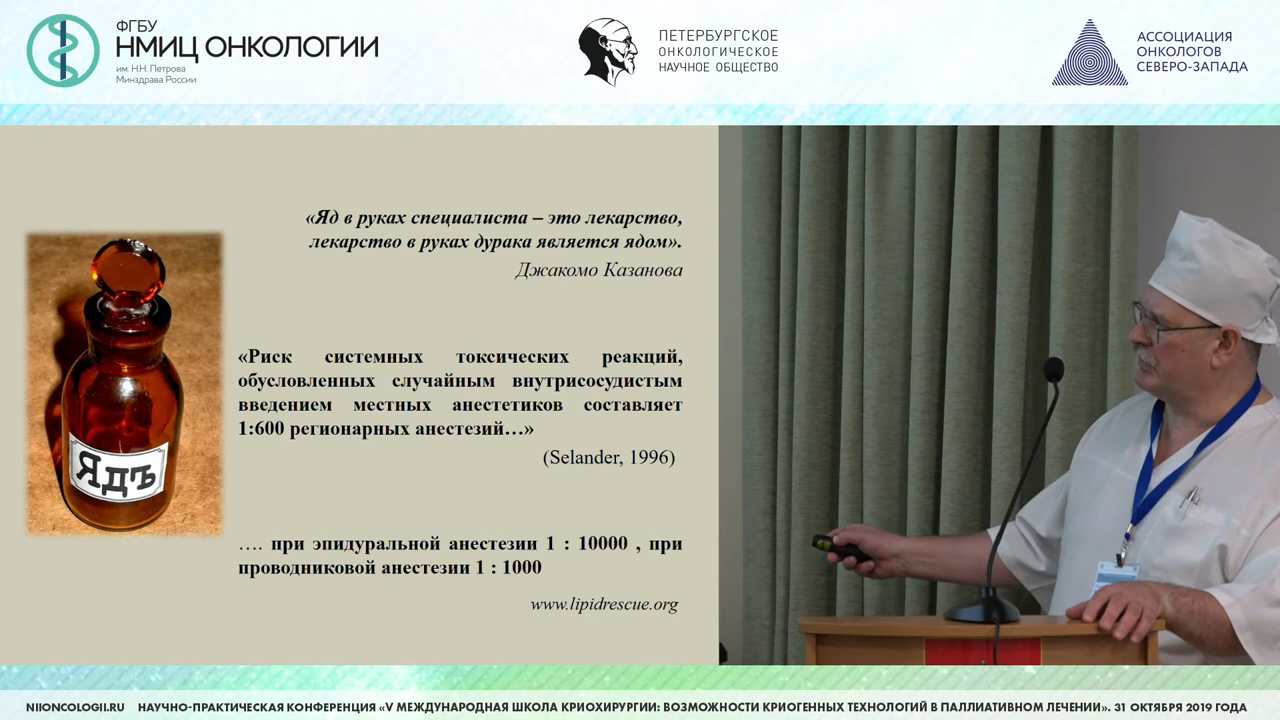 ФГБУ
НМИЦ ОНКОЛОГИИ
им. Н.Н. Петрова
Минздрава России
ПЕТЕРБУРГСКОЕ
ОНКОЛОГИЧЕСКОЕ
НАУЧНОЕ ОБЩЕСТВО
АССОЦИАЦИЯ
ОНКОЛОГОВ
СЕВЕРО-ЗАПАДА
«Яд в руках специалиста – это лекарство,
лекарство в руках дурака является ядом».
Джакомо Казанова
ЯДЪ
«Риск системных токсических реакций,
обусловленных случайным внутрисосудистым
введением местных анестетиков составляет
1:600 регионарных анестезий…»
(Selander, 1996)
…. при эпидуральной анестезии 1 : 10000 , при
проводниковой анестезии 1 : 1000
www.lipidrescue.org
NIIONCOLOGII.RU НАУЧНО-ПРАКТИЧЕСКАЯ КОНФЕРЕНЦИЯ «V МЕЖДУНАРОДНАЯ ШКОЛА КРИОХИРУРГИИ: ВОЗМОЖНОСТИ КРИОГЕННЫХ ТЕХНОЛОГИЙ В ПАЛЛИАТИВНОМ ЛЕЧЕНИИ». 31 ОКТЯБРЯ 2019 ГОДА